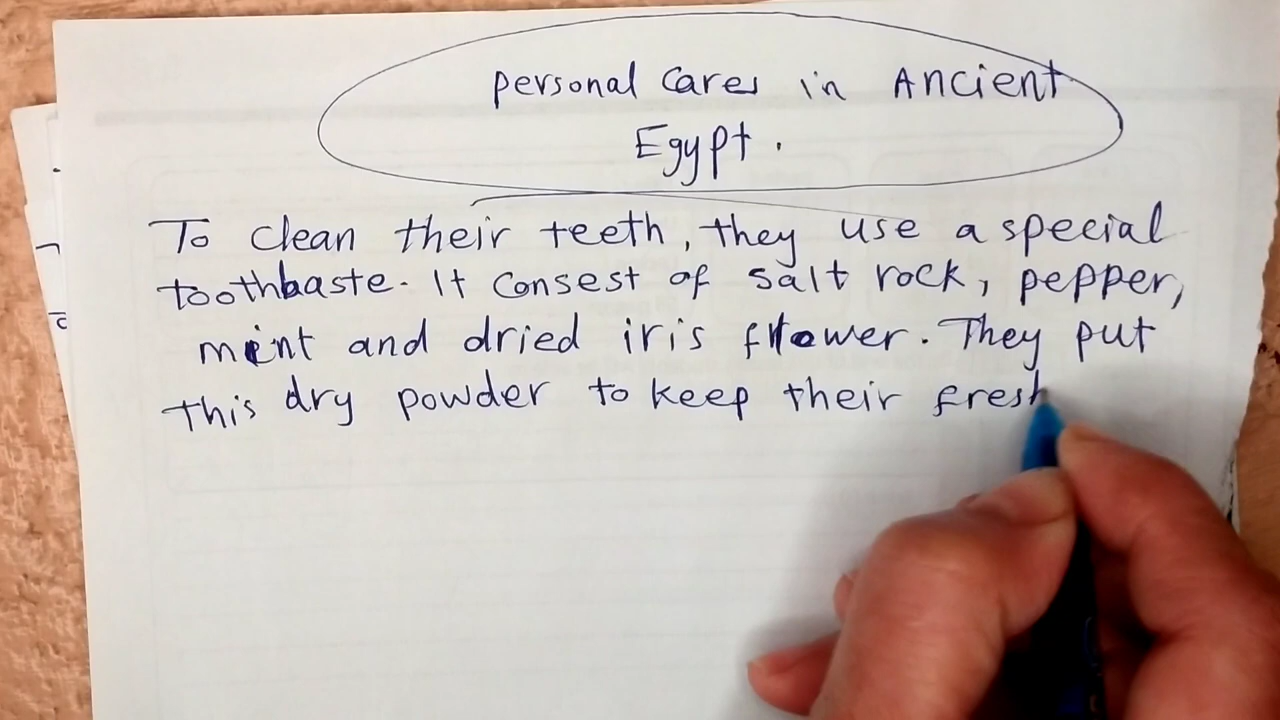 personal cares in Ancient
Egypt.
To clean their teeth, they use a special
toothbaste. It consest of salt rock, pepper,
mint and dried iris flower. They put
this dry powder to keep their fresh